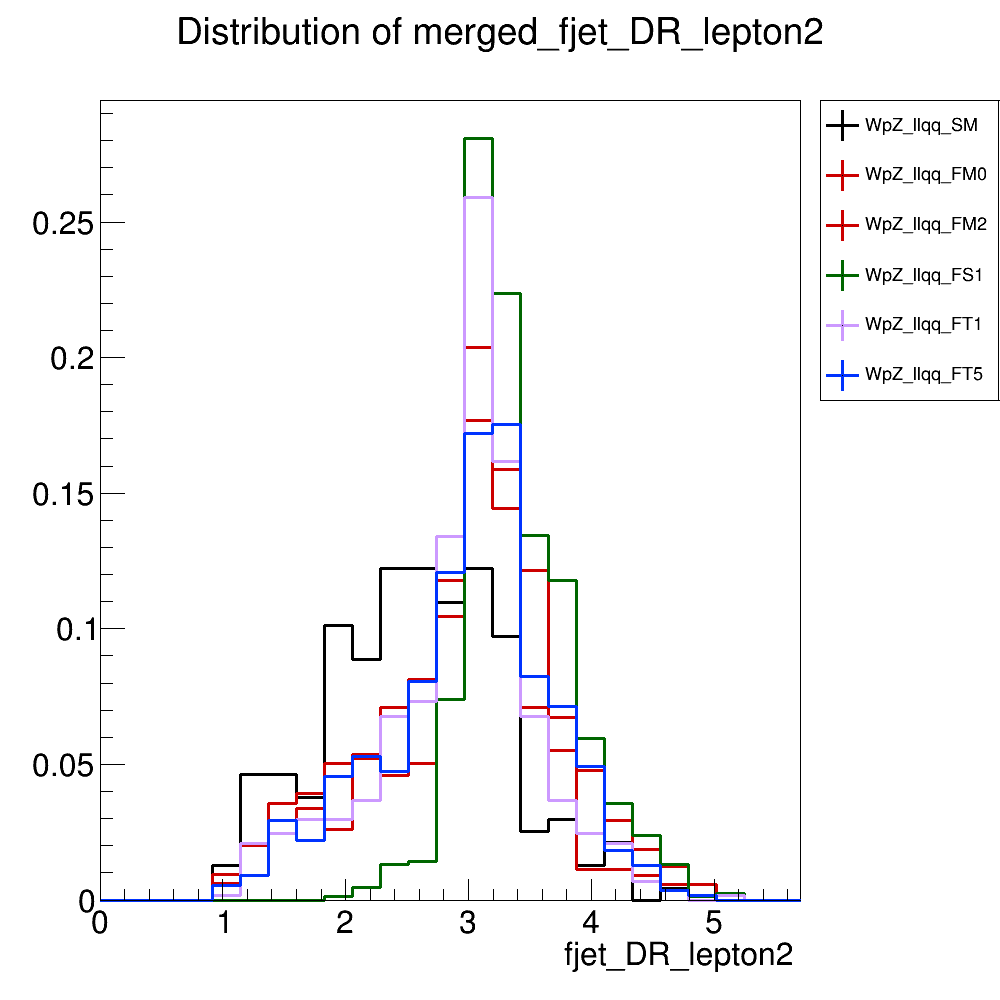 Distribution of merged_fjet_DR_lepton2
WpZ_llqq_SM
WpZ_llqq_FM0
WpZ_llqq_FM2
WpZ_llqq_FS1
WpZ_llqq_FT1
WpZ_llqq_FT5
0.25
0.2
0.15
0.1
0.05
0
0 1 2 3 4 5
fjet_DR_lepton2